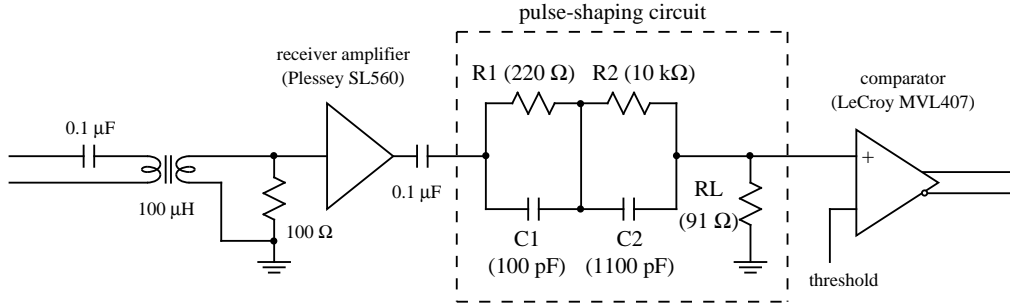 pulse-shaping circuit
receiver amplifier
(Plessey SL560)
R1 (220 Ω) R2 (10 kΩ)
comparator
(LeCroy MVL407)
0.1 µF
+
0.1 µF
RL
(91 Ω)
100 µH
100 Ω
C1
(100 pF)
C2
(1100 pF)
threshold